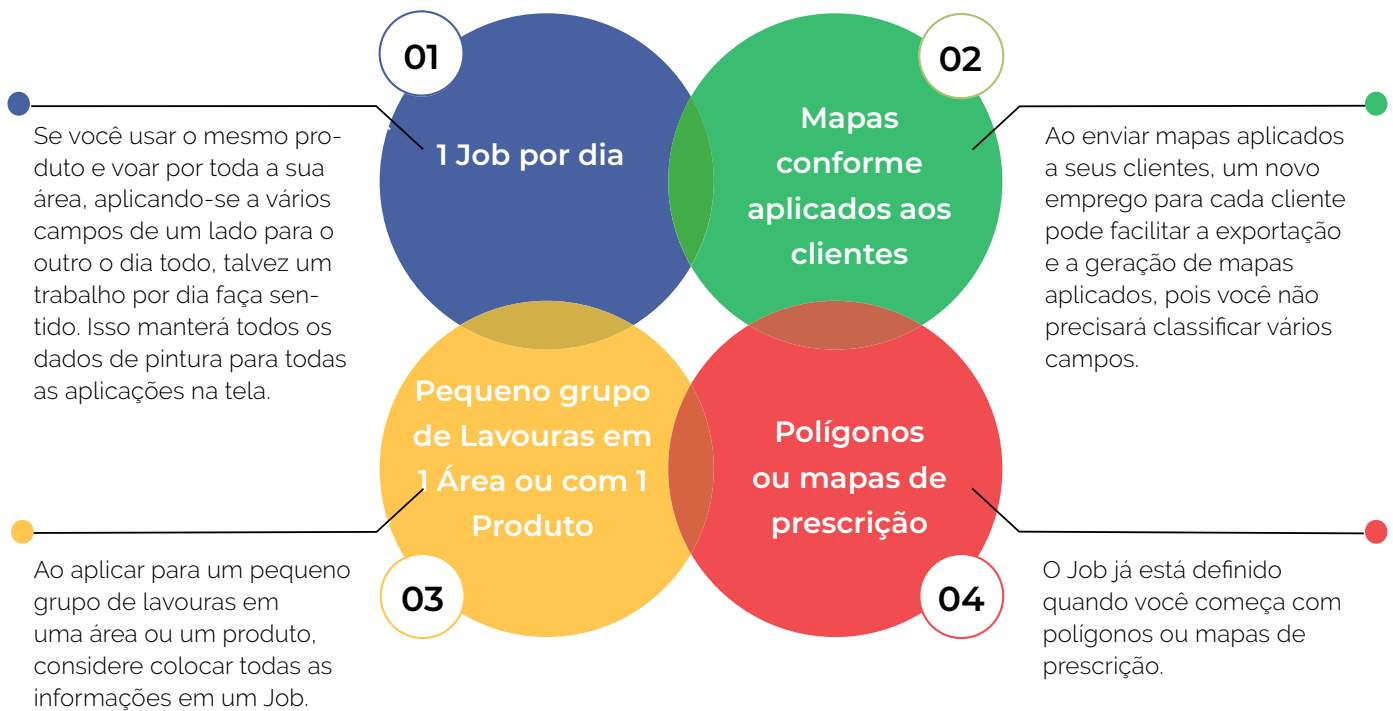 01
1 Job por dia
Se você usar o mesmo pro-
duto e voar por toda a sua
área, aplicando-se a vários
campos de um lado para o
outro o dia todo, talvez um
trabalho por dia faça sen-
tido. Isso manterá todos os
dados de pintura para todas
as aplicações na tela.
02
Mapas
conforme
aplicados aos
clientes
Ao enviar mapas aplicados
a seus clientes, um novo
emprego para cada cliente
pode facilitar a exportação
e a geração de mapas
aplicados, pois você não
precisará classificar vários
campos.
Pequeno grupo
de Lavouras em
1 Área ou com 1
Produto
03
Ao aplicar para um pequeno
grupo de lavouras em
uma área ou um produto,
considere colocar todas as
informações em um Job.
Polígonos
ou mapas de
prescrição
04
O Job já está definido
quando você começa com
polígonos ou mapas de
prescrição.